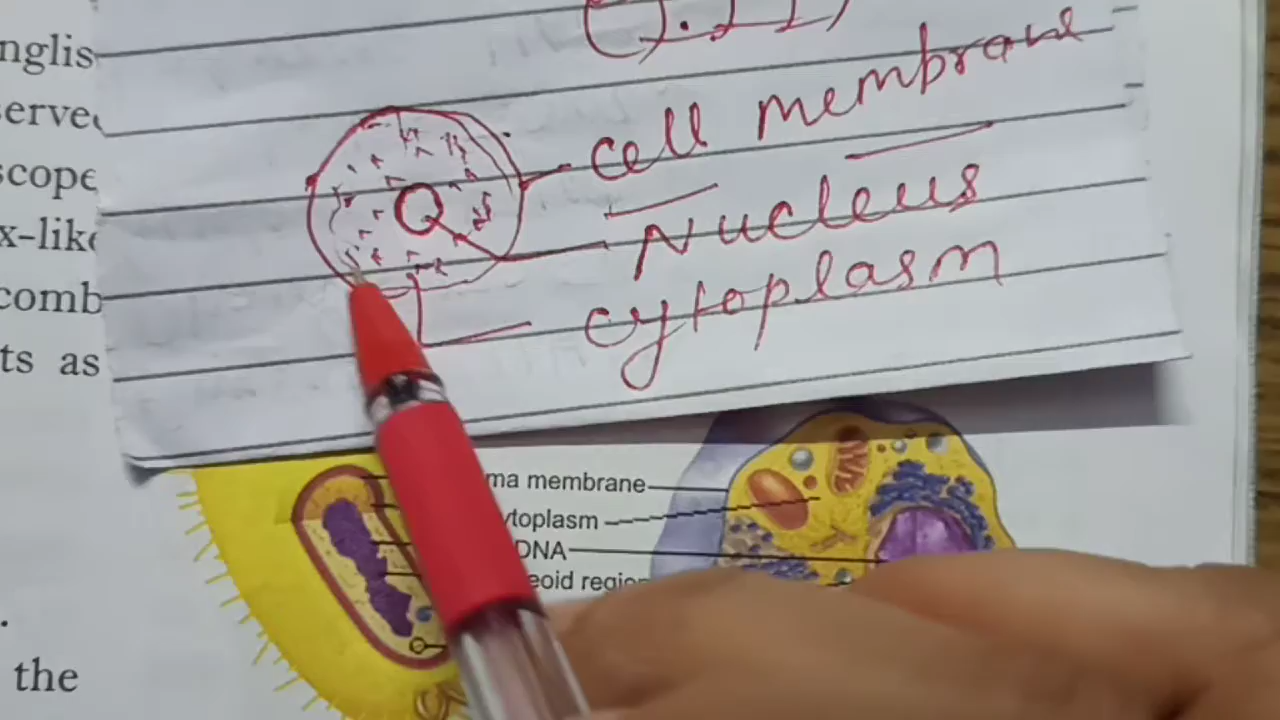 cell membrane
Nucleus
cytoplasm
ma membrane
ytoplasm
DNA
eoid region
nglis
serve
scope
x-like
comb
ts as
.
the